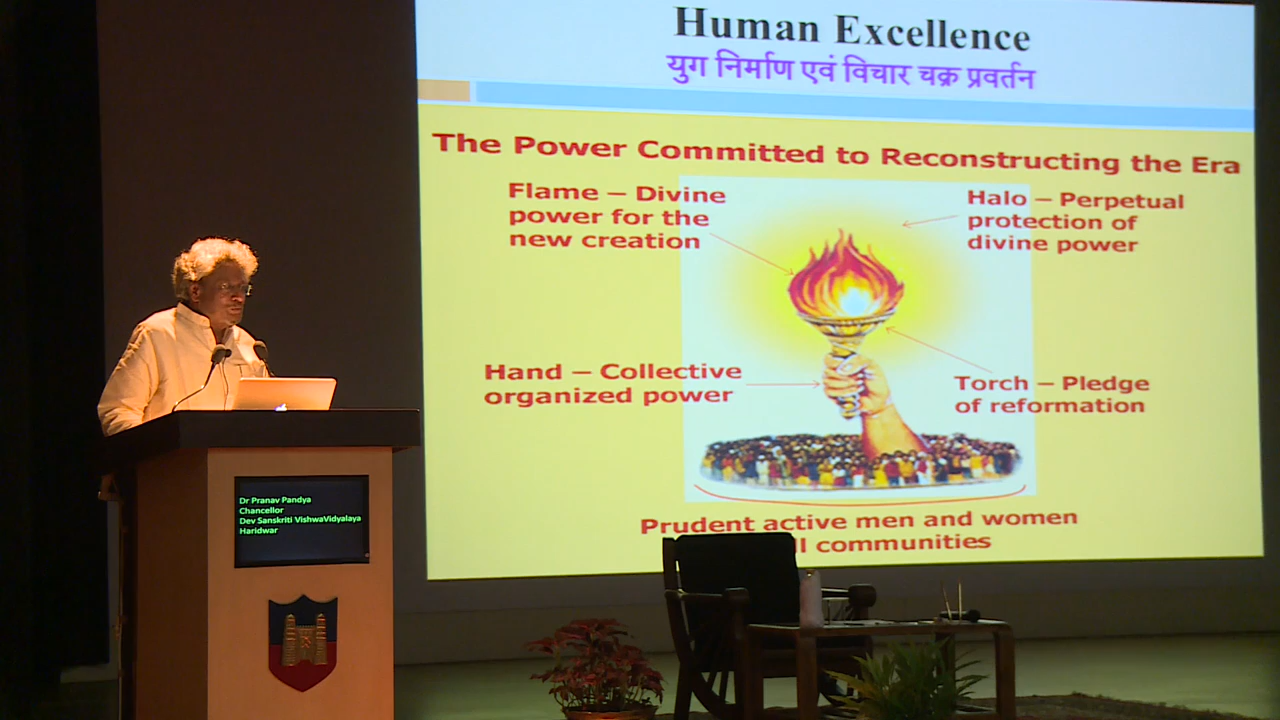 Human Excellence
युग निर्माण एवं विचार चक्र प्रवर्तन
The Power Committed to Reconstructing the Era
Flame – Divine
power for the
new creation
Halo – Perpetual
protection of
divine power
Hand – Collective
organized power
Torch – Pledge
of reformation
Prudent active men and women
communities
Dr Pranav Pandya
Chancellor
Dev Sanskriti VishwaVidyalaya
Haridwar